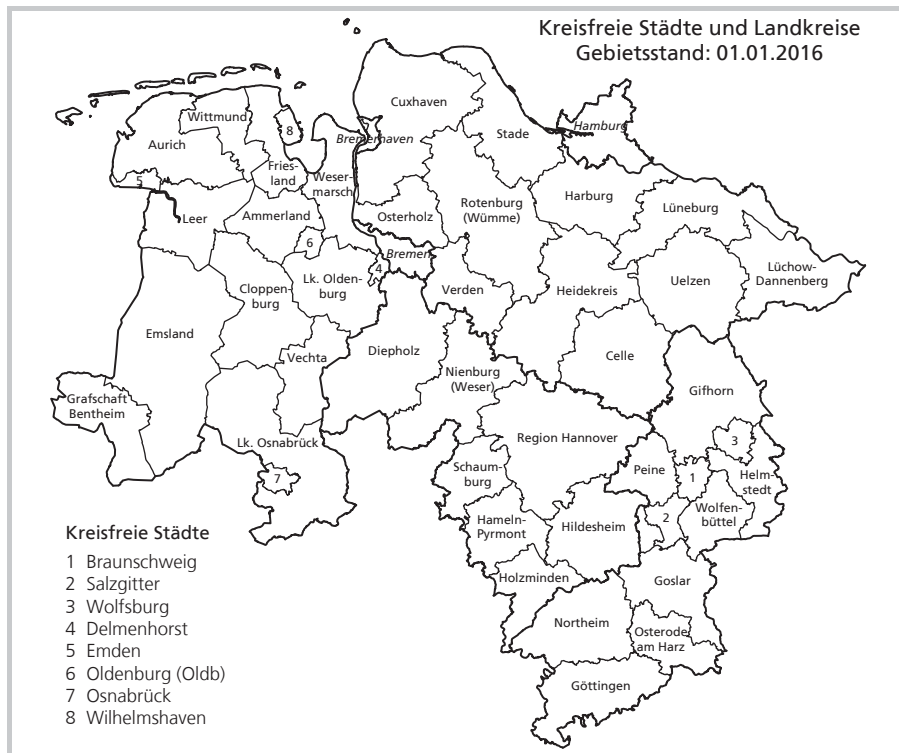 Kreisfreie Städte und Landkreise
Gebietsstand: 01.01.2016
Cuxhaven
Wittmund
Stade
Hamburg
8
Bremerhaven
Aurich
Fries-
land
Weser-
marsch
5
Harburg
Rotenburg
(Wümme)
Lüneburg
Leer
Ammerland
Osterholz
6
Bremen
4
Lk. Olden-
burg
Cloppen-
burg
Verden
Heidekreis
Uelzen
Lüchow-
Dannenberg
Emsland
Vechta
Diepholz
Celle
Nienburg
(Weser)
Gifhorn
Grafschaft
Bentheim
Lk. Osnabrück
Region Hannover
3
Schaum-
burg
Peine
1
Helm-
stedt
7
2
Wolfen-
büttel
Hameln-
Pyrmont
Hildesheim
Holzminden
Goslar
Northeim
Osterode
am Harz
Göttingen
Kreisfreie Städte
1 Braunschweig
2 Salzgitter
3 Wolfsburg
4 Delmenhorst
5 Emden
6 Oldenburg (Oldb)
7 Osnabrück
8 Wilhelmshaven